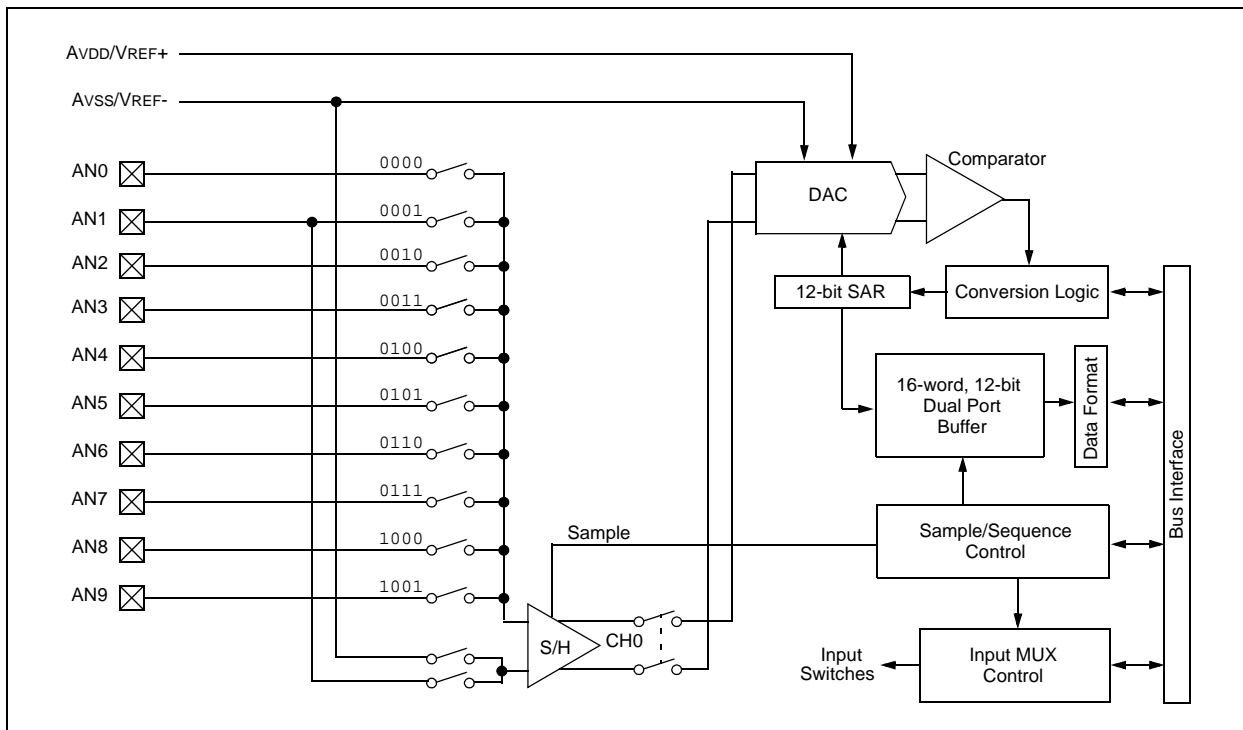 AVDD/VREF+
AVSS/VREF-
AN0
0000
AN1
0001
AN2
0010
AN3
0011
AN4
0100
AN5
0101
AN6
0110
AN7
0111
AN8
1000
AN9
1001
S/H
CH0
Sample
DAC
Comparator
12-bit SAR
Conversion Logic
16-word, 12-bit
Dual Port
Buffer
Data Format
Bus Interface
Sample/Sequence
Control
Input
Switches
Input MUX
Control